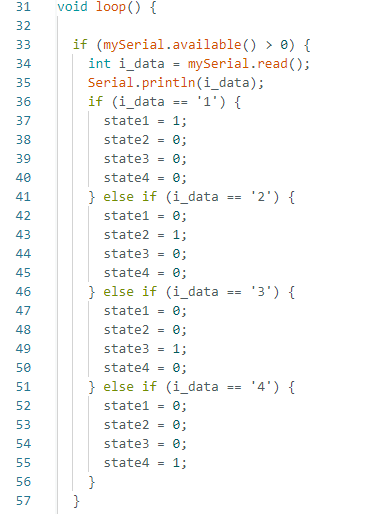 31 void loop() {
32
33 if (mySerial.available() > 0) {
34 int i_data = mySerial.read();
35 Serial.println(i_data);
36 if (i_data == '1') {
37 state1 = 1;
38 state2 = 0;
39 state3 = 0;
40 state4 = 0;
41 } else if (i_data == '2') {
42 state1 = 0;
43 state2 = 1;
44 state3 = 0;
45 state4 = 0;
46 } else if (i_data == '3') {
47 state1 = 0;
48 state2 = 0;
49 state3 = 1;
50 state4 = 0;
51 } else if (i_data == '4') {
52 state1 = 0;
53 state2 = 0;
54 state3 = 0;
55 state4 = 1;
56 }
57 }